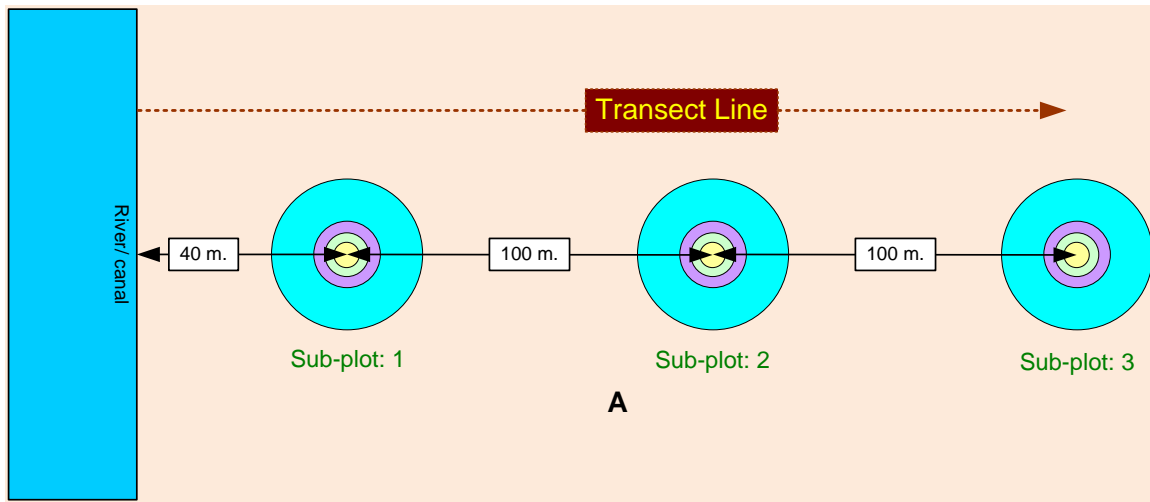 Transect Line
River/ canal
40 m.
100 m.
100 m.
Sub-plot: 1
Sub-plot: 2
Sub-plot: 3
A